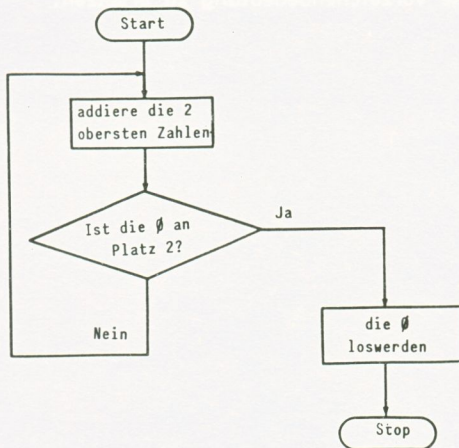 Start
addiere die 2
obersten Zahlen
Ist die Ø an
Platz 2?
Ja
Nein
die Ø
loswerden
Stop